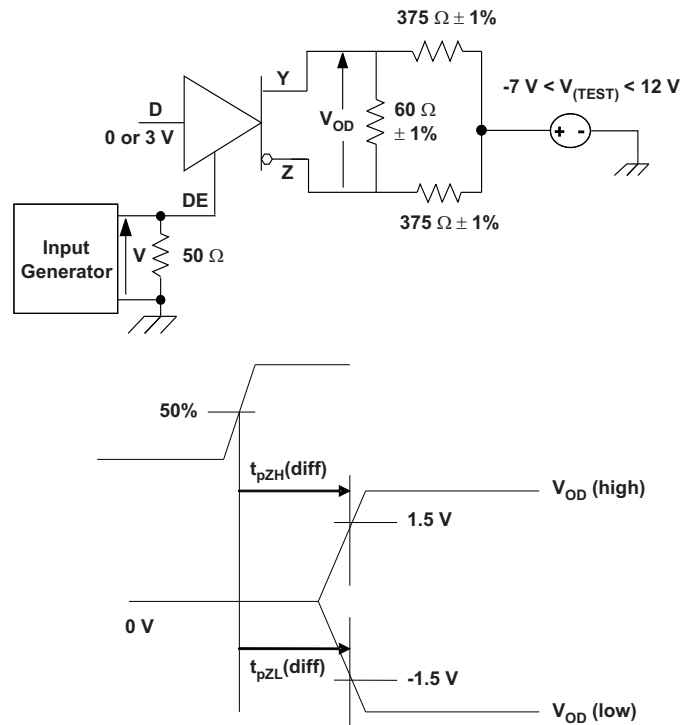 375 Ω ± 1%
Y
-7 V < V(TEST) < 12 V
D
0 or 3 V
VOD
60 Ω
± 1%
+ -
Z
DE
375 Ω ± 1%
Input
Generator
V
50 Ω
50%
tpZH(diff)
VOD (high)
1.5 V
0 V
tpZL(diff)
-1.5 V
VOD (low)